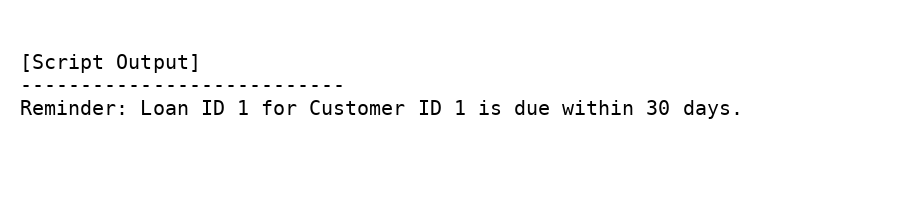 [Script Output]
---------------------------
Reminder: Loan ID 1 for Customer ID 1 is due within 30 days.